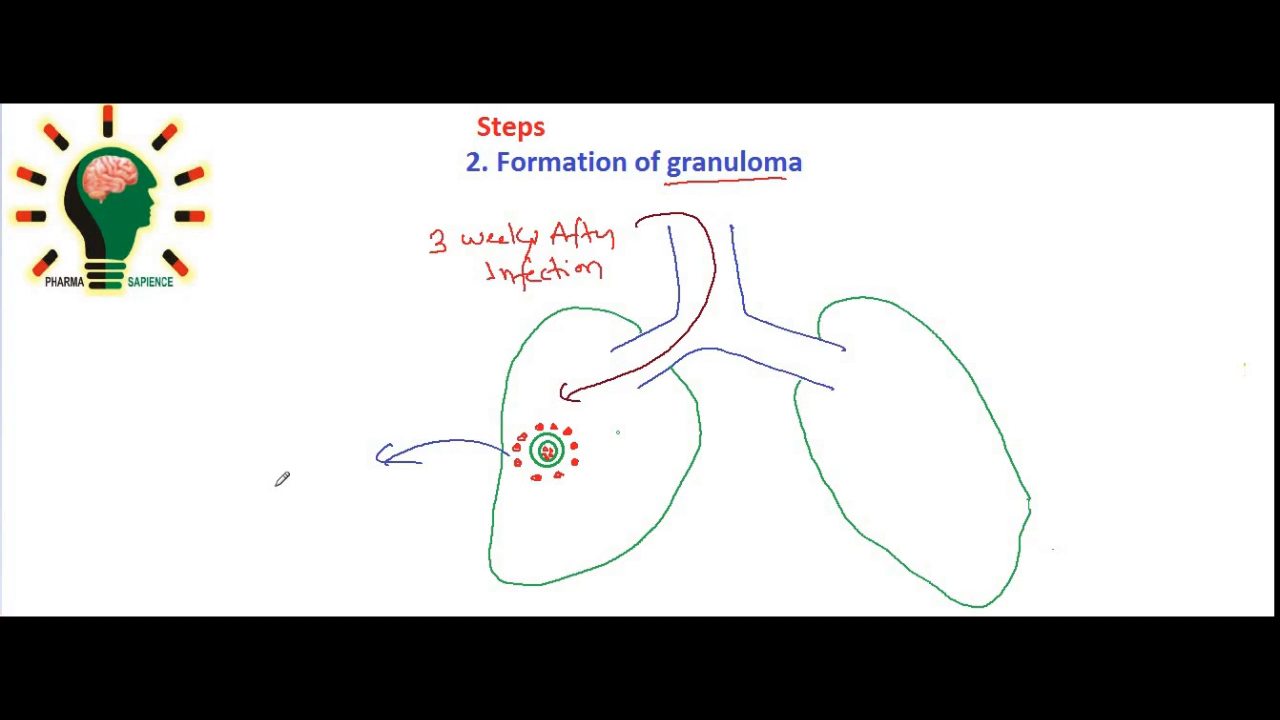 Steps
2. Formation of granuloma
3 weeks After
Infection
PHARMA SAPIENCE